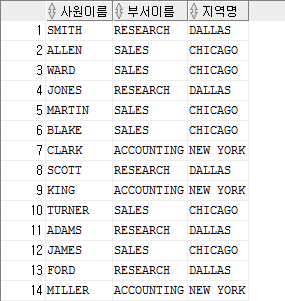 사원이름 부서이름 지역명
1 SMITH RESEARCH DALLAS
2 ALLEN SALES CHICAGO
3 WARD SALES CHICAGO
4 JONES RESEARCH DALLAS
5 MARTIN SALES CHICAGO
6 BLAKE SALES CHICAGO
7 CLARK ACCOUNTING NEW YORK
8 SCOTT RESEARCH DALLAS
9 KING ACCOUNTING NEW YORK
10 TURNER SALES CHICAGO
11 ADAMS RESEARCH DALLAS
12 JAMES SALES CHICAGO
13 FORD RESEARCH DALLAS
14 MILLER ACCOUNTING NEW YORK